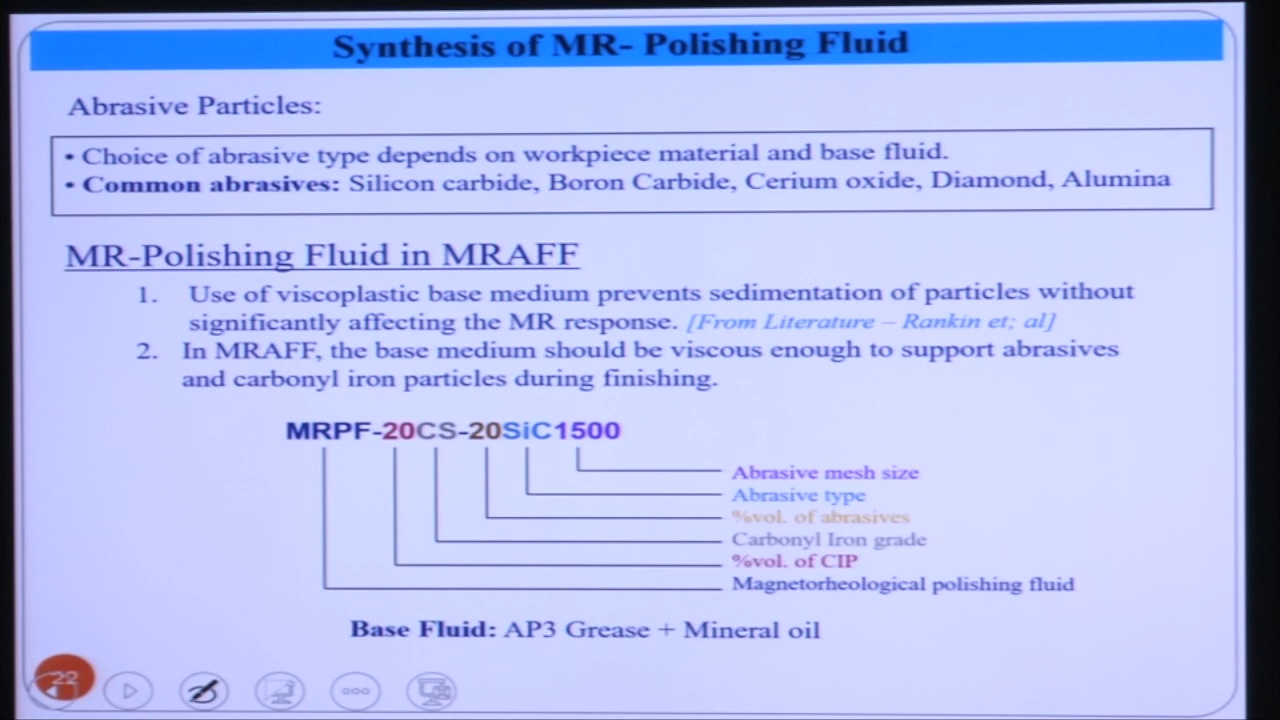 Synthesis of MR- Polishing Fluid
Abrasive Particles:
• Choice of abrasive type depends on workpiece material and base fluid.
• Common abrasives: Silicon carbide, Boron Carbide, Cerium oxide, Diamond, Alumina
MR-Polishing Fluid in MRAFF
1. Use of viscoplastic base medium prevents sedimentation of particles without
significantly affecting the MR response. [From Literature – Rankin et; al]
2. In MRAFF, the base medium should be viscous enough to support abrasives
and carbonyl iron particles during finishing.
MRPF-20CS-20SiC1500
Abrasive mesh size
Abrasive type
%vol. of abrasives
Carbonyl Iron grade
%vol. of CIP
Magnetorheological polishing fluid
Base Fluid: AP3 Grease + Mineral oil
22